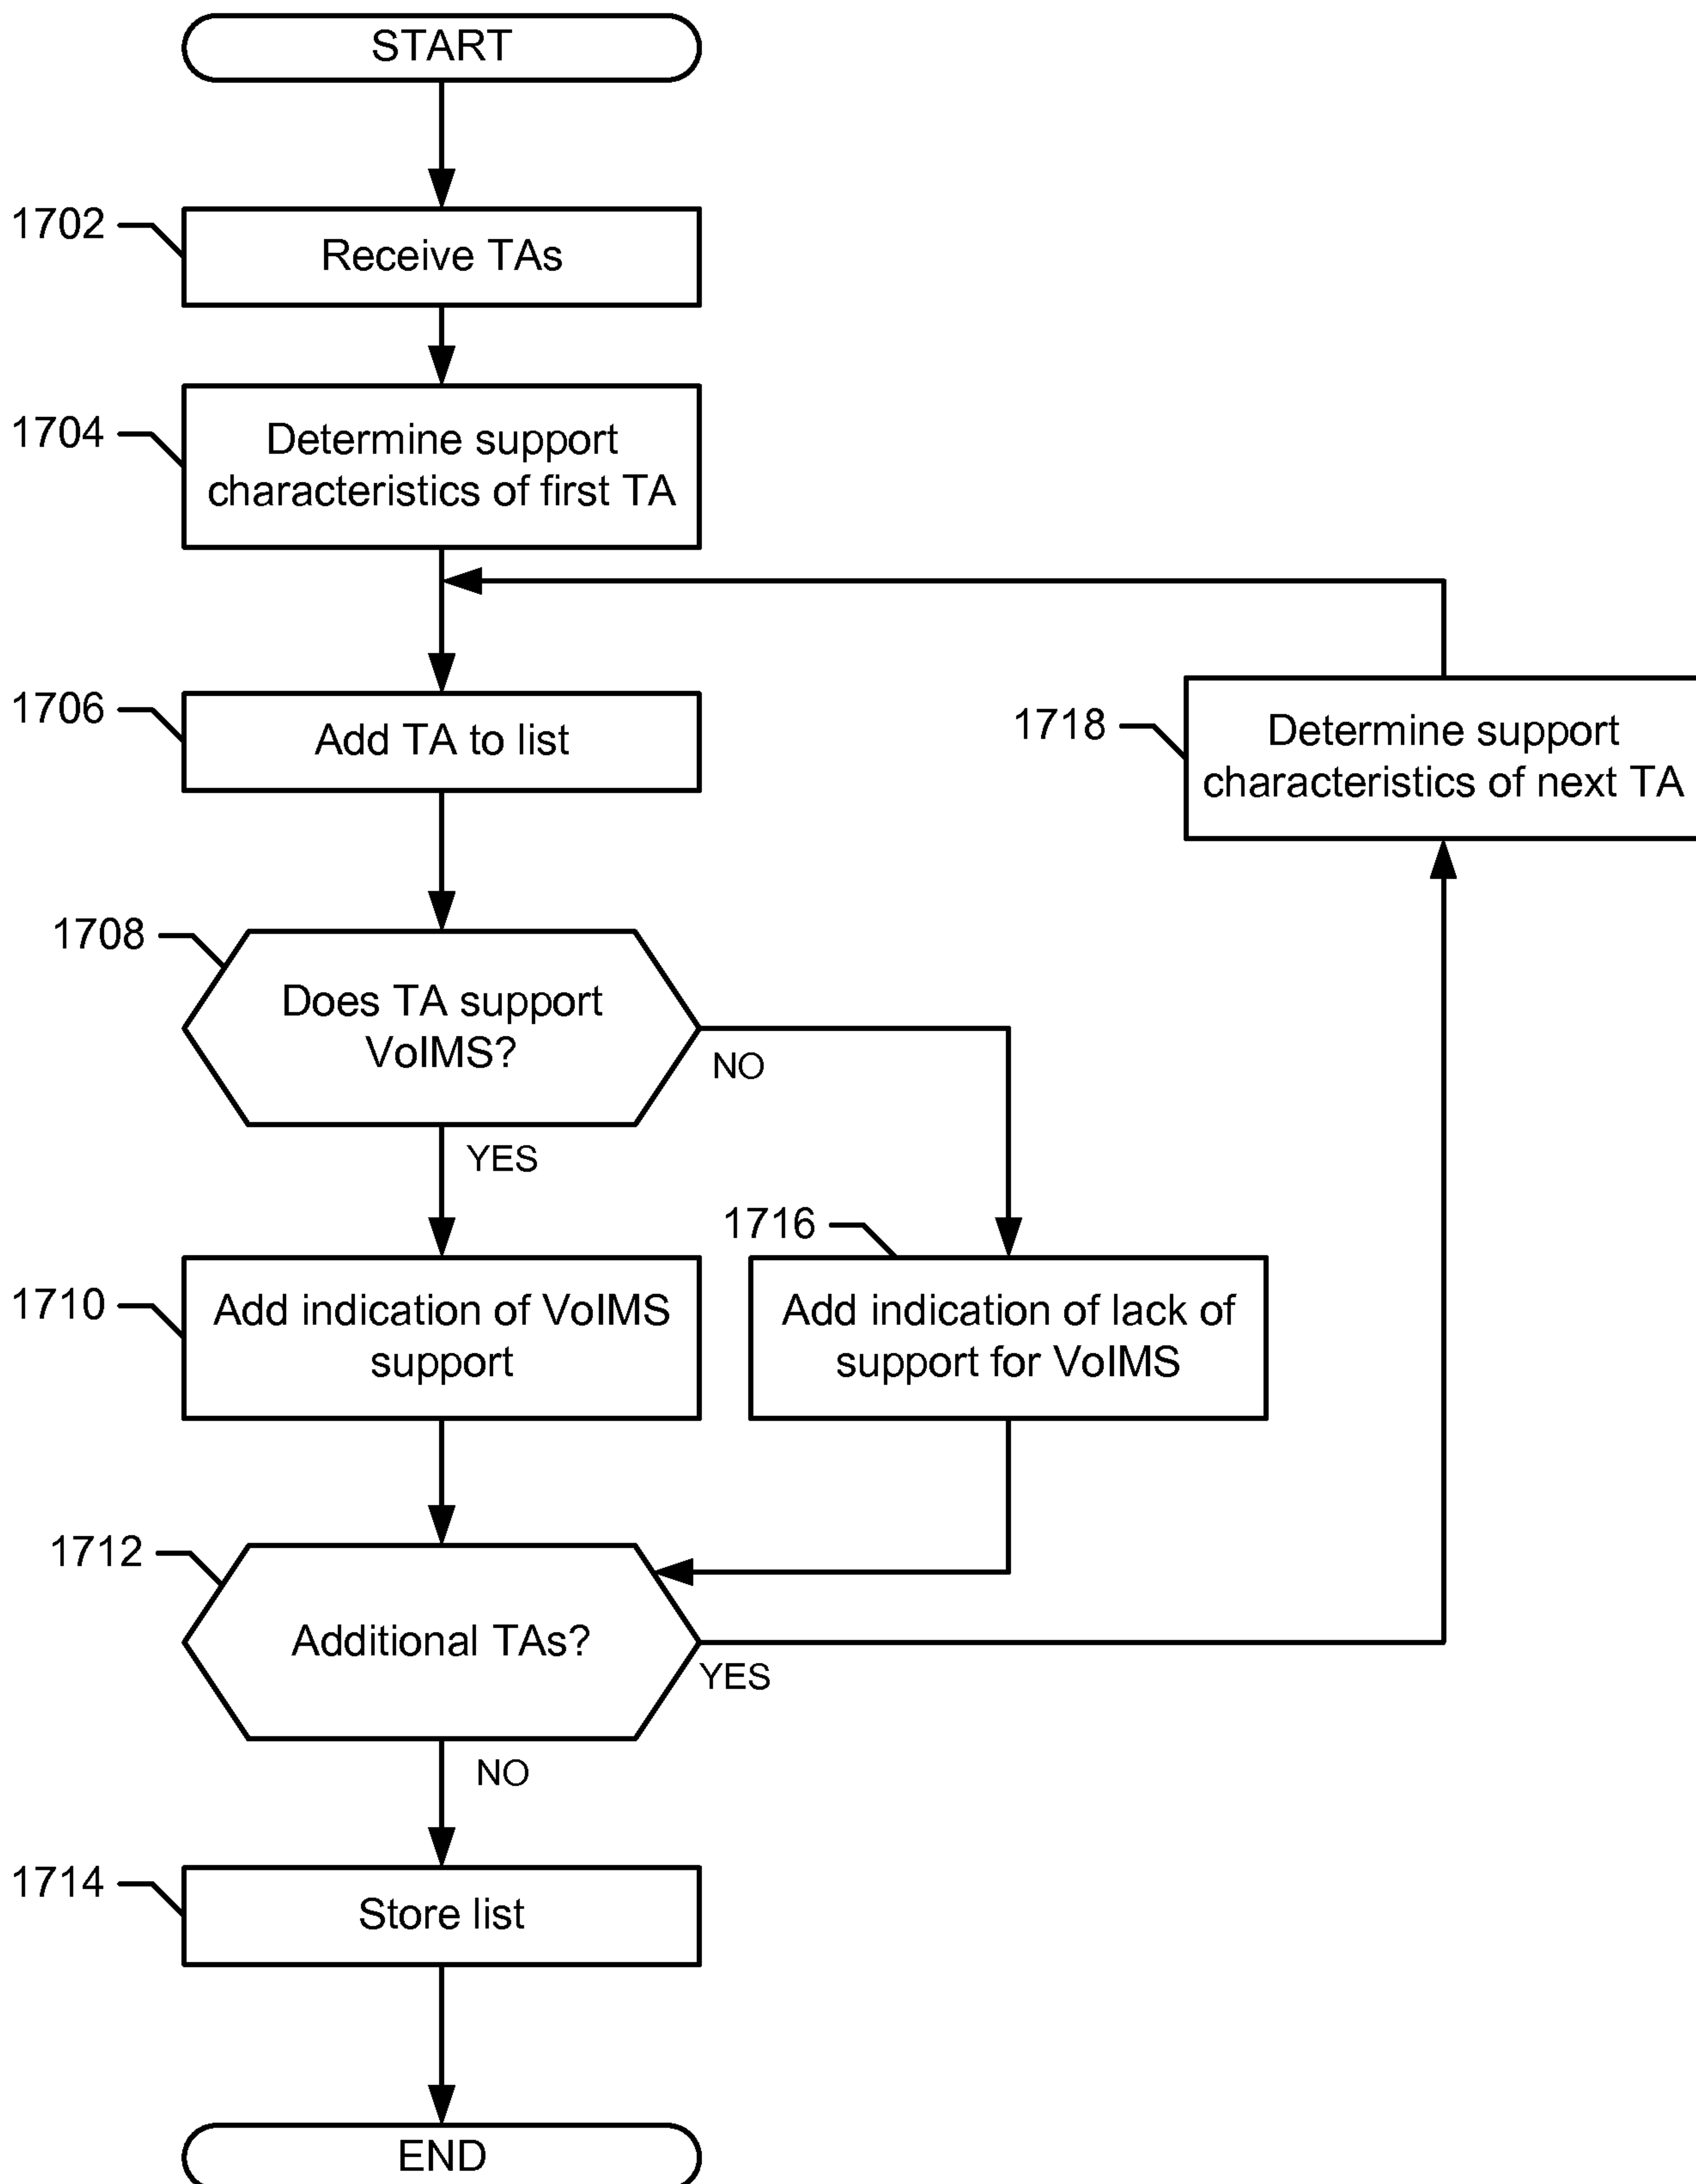 START
1702
Receive TAs
1704
Determine support
characteristics of first TA
1706
Add TA to list
1718
Determine support
characteristics of next TA
1708
Does TA support
VoIMS?
NO
YES
1710
Add indication of VoIMS
support
1716
Add indication of lack of
support for VoIMS
1712
Additional TAs?
YES
NO
1714
Store list
END